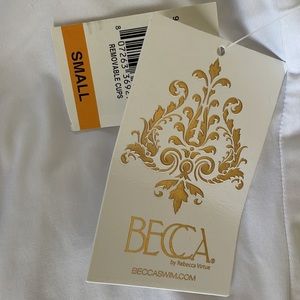 SMALL
REMOVABLE CUPS
BECCA®
by Rebecca Virtue
BECCASWIM.COM